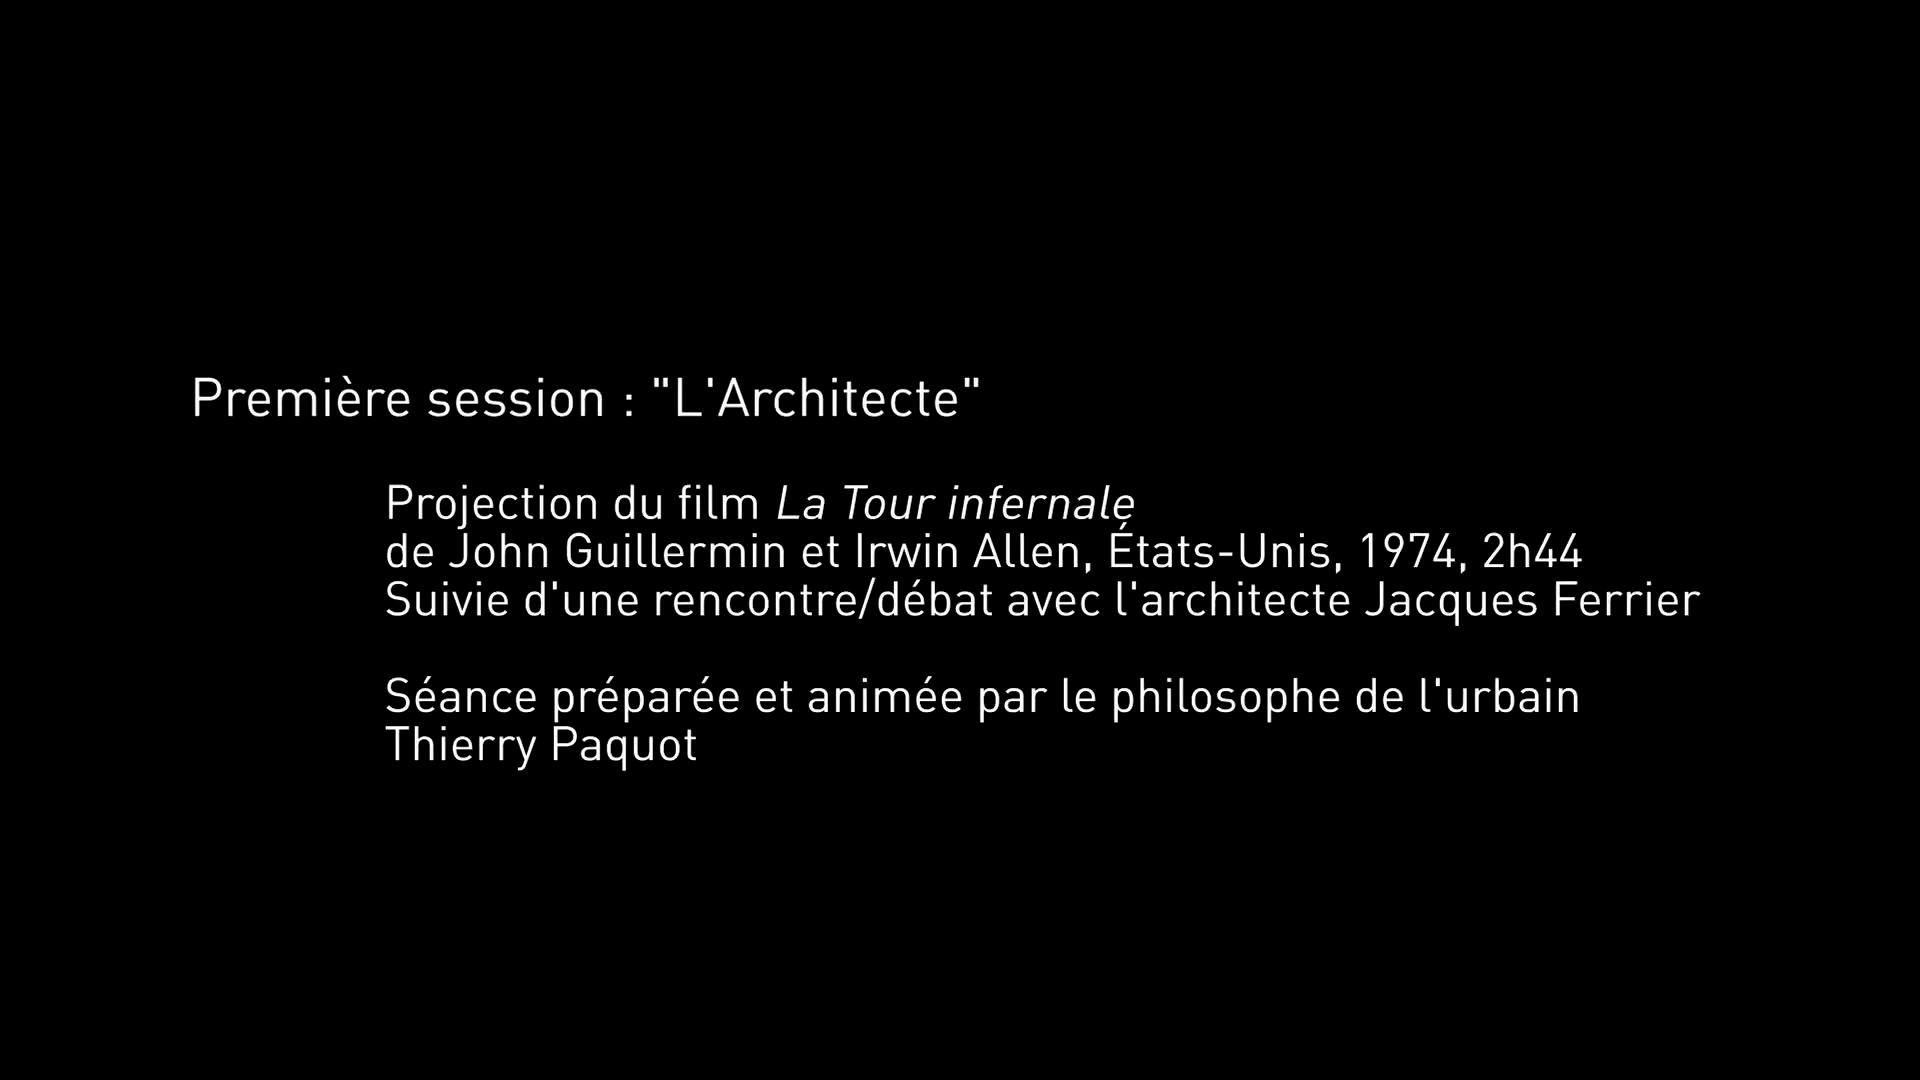 Première session : "L'Architecte"
Projection du film La Tour infernale
de John Guillermin et Irwin Allen, États-Unis, 1974, 2h44
Suivie d'une rencontre/débat avec l'architecte Jacques Ferrier
Séance préparée et animée par le philosophe de l'urbain
Thierry Paquot